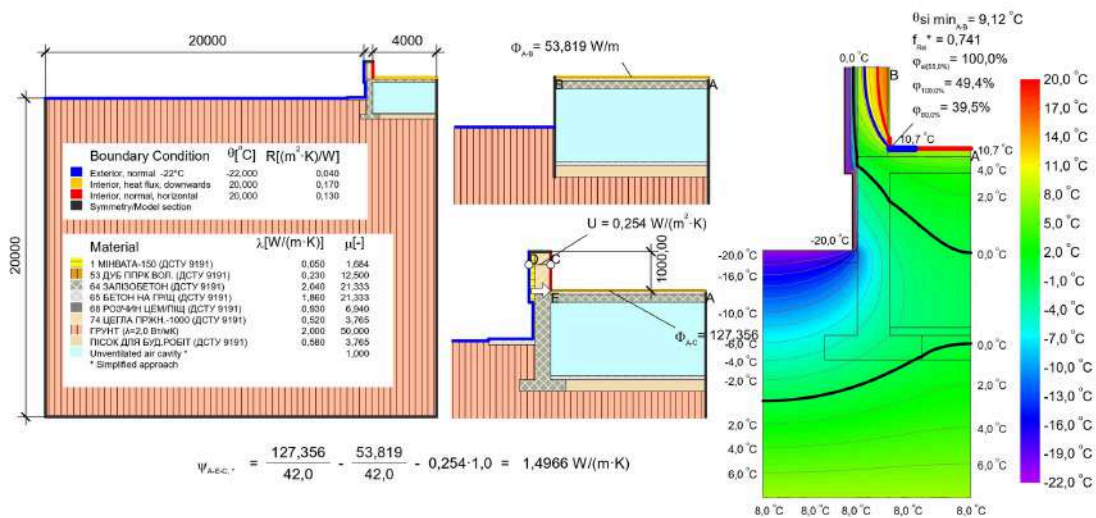 20000
4000
20000
Boundary Condition θ[°C] R[(m²·K)/W]
Exterior, normal -22°C -22,000 0,040
Interior, heat flux, downwards 20,000 0,170
Interior, normal, horizontal 20,000 0,130
Symmetry/Model section
Material λ[W/(m·K)] μ[-]
1 МІНВАТА-150 (ДСТУ 9191) 0,050 1,684
53 ДУБ ППРК ВОЛ. (ДСТУ 9191) 0,230 12,500
64 ЗАЛІЗОБЕТОН (ДСТУ 9191) 2,040 21,333
65 БЕТОН НА ГРІЩ (ДСТУ 9191) 1,860 21,333
68 РОЗЧИН ЦЕМ/ПІЩ (ДСТУ 9191) 0,930 6,940
74 ЦЕГЛА ПРЖН.-1000 (ДСТУ 9191) 0,520 3,765
ГРУНТ (λ=2,0 Вт/мК) 2,000 50,000
ПІСОК ДЛЯ БУД.РОБІТ (ДСТУ 9191) 0,580 3,765
Unventilated air cavity * 1,000
* Simplified approach
Φ A-B = 53,819 W/m
B A
U = 0,254 W/(m²·K)
1000,00
C
E A
Φ A-C = 127,356
ψ A-E-C, * = 127,356 / 42,0 - 53,819 / 42,0 - 0,254·1,0 = 1,4966 W/(m·K)
θsi min A-B = 9,12 °C
f Rsi * = 0,741
φ si(55,0%) = 100,0%
φ 100,0% = 49,4%
φ 80,0% = 39,5%
0,0 °C
B
10,7 °C
10,7 °C
A
4,0 °C
2,0 °C
0,0 °C
0,0 °C
2,0 °C
4,0 °C
6,0 °C
-20,0 °C
-20,0 °C
-16,0 °C
-6,0 °C
-4,0 °C
-2,0 °C
2,0 °C
4,0 °C
6,0 °C
8,0 °C 8,0 °C 8,0 °C 8,0 °C 8,0 °C
20,0 °C
17,0 °C
14,0 °C
11,0 °C
8,0 °C
5,0 °C
2,0 °C
-1,0 °C
-4,0 °C
-7,0 °C
-10,0 °C
-13,0 °C
-16,0 °C
-19,0 °C
-22,0 °C